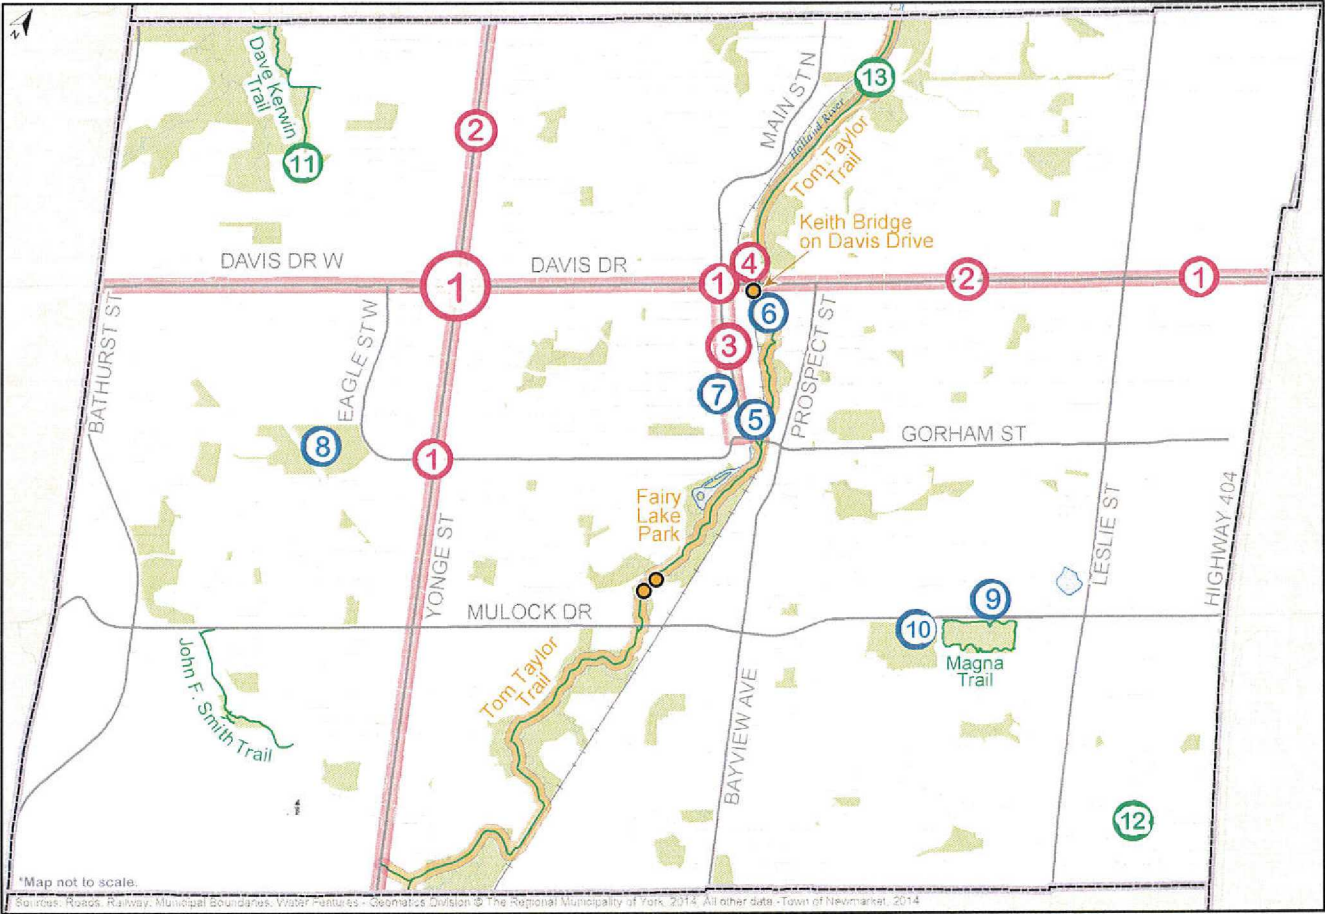 N
Dave Kerwin
Trail
11
2
MAIN ST N
13
Holland River
Tom Taylor
Trail
Keith Bridge
on Davis Drive
DAVIS DR W
1
DAVIS DR
1
4
2
1
BATHURST ST
EAGLE ST W
6
3
7
5
PROSPECT ST
8
1
GORHAM ST
Fairy
Lake
Park
YONGE ST
LESLIE ST
HIGHWAY 404
MULOCK DR
9
10
Magna
Trail
John F. Smith Trail
Tom Taylor
Trail
BAYVIEW AVE
12
*Map not to scale.
Sources: Roads, Railway, Municipal Boundaries, Water Features - Geomatics Division © The Regional Municipality of York, 2014. All other data - Town of Newmarket, 2014